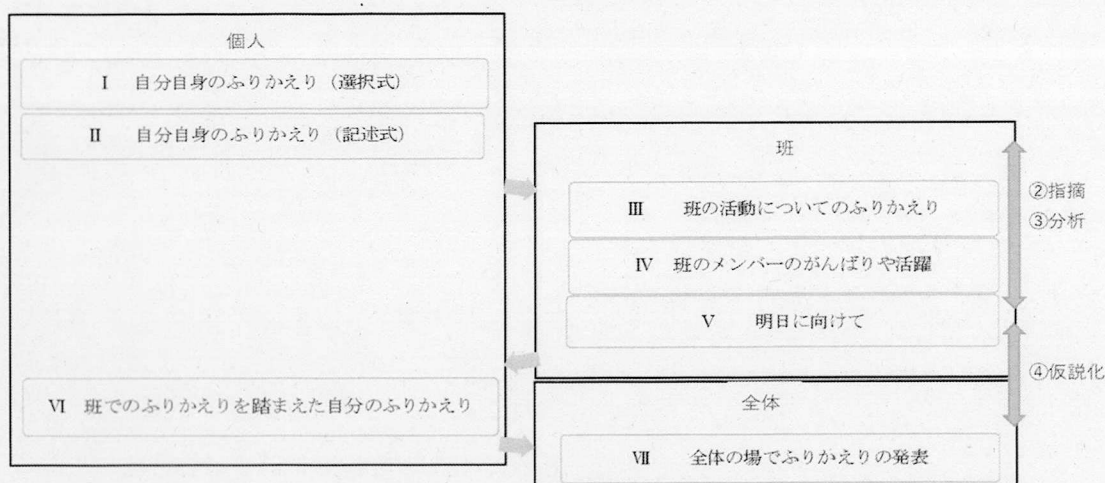 個人
Ⅰ 自分自身のふりかえり（選択式）
Ⅱ 自分自身のふりかえり（記述式）
班
Ⅲ 班の活動についてのふりかえり
Ⅳ 班のメンバーのがんばりや活躍
Ⅴ 明日に向けて
②指摘
③分析
④仮説化
Ⅵ 班でのふりかえりを踏まえた自分のふりかえり
全体
Ⅶ 全体の場でふりかえりの発表